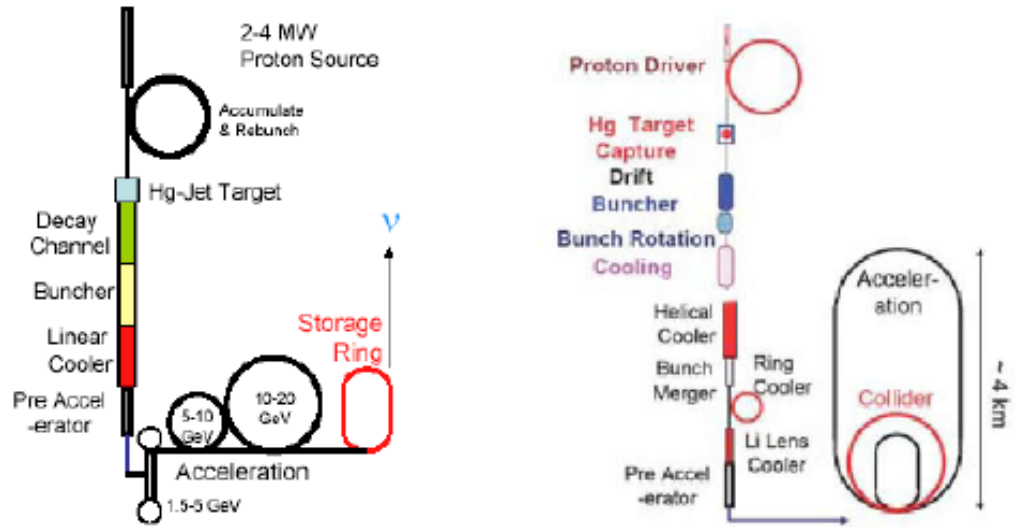 2-4 MW
Proton Source
Accumulate
& Rebunch
Hg-Jet Target
Decay
Channel
Buncher
Linear
Cooler
Pre Accel
-erator
ν
Storage
Ring
5-10
GeV
10-20
GeV
Acceleration
1.5-5 GeV
Proton Driver
Hg Target
Capture
Drift
Buncher
Bunch Rotation
Cooling
Helical
Cooler
Bunch
Merger
Ring
Cooler
Li Lens
Cooler
Pre Accel
-erator
Acceler-
ation
Collider
~ 4 km